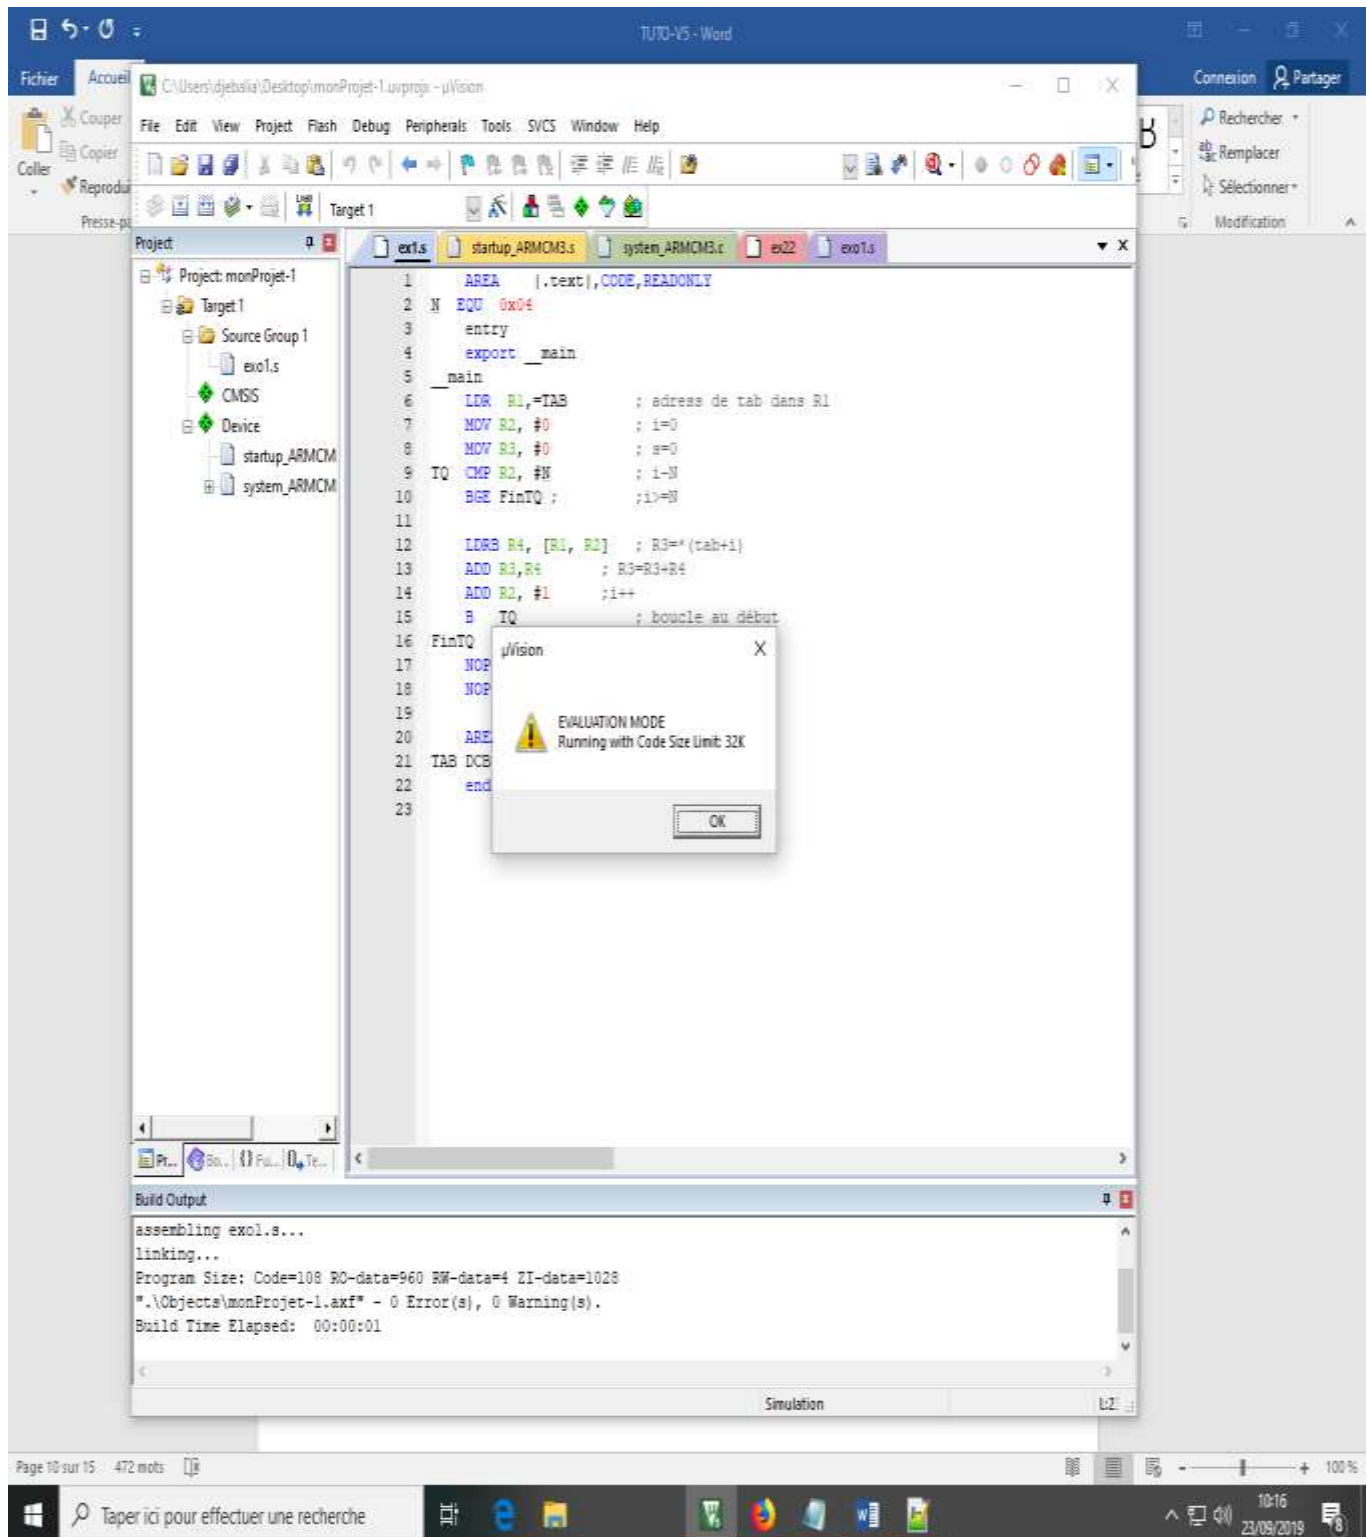 TUTO-V5 - Word
Fichier Accueil Connexion Partager
Couper
Copier
Coller
Reprodu
Presse-pa
Rechercher
Remplacer
Sélectionner
Modification
C:\Users\djebalia\Desktop\monProjet-1.uvprojx - µVision
File Edit View Project Flash Debug Peripherals Tools SVCS Window Help
Target 1
Project
ex1.s startup_ARMCM3.s system_ARMCM3.c ex22 exo1.s
Project: monProjet-1
Target 1
Source Group 1
exo1.s
CMSIS
Device
startup_ARMCM
system_ARMCM
1 AREA |.text|,CODE,READONLY
2 N EQU 0x04
3 entry
4 export __main
5 __main
6 LDR R1,=TAB ; adress de tab dans R1
7 MOV R2, #0 ; i=0
8 MOV R3, #0 ; s=0
9 TQ CMP R2, #N ; i-N
10 BGE FinTQ ; ;i>=N
11
12 LDRB R4, [R1, R2] ; R3=*(tab+i)
13 ADD R3,R4 ; R3=R3+R4
14 ADD R2, #1 ;i++
15 B TQ ; boucle au début
16 FinTQ
17 NOP
18 NOP
19
20 ARE
21 TAB DCB
22 end
23
µVision X
EVALUATION MODE
Running with Code Size Limit: 32K
OK
Pr... Bo... {} Fu... Te...
Build Output
assembling exo1.s...
linking...
Program Size: Code=108 RO-data=960 RW-data=4 ZI-data=1028
".\Objects\monProjet-1.axf" - 0 Error(s), 0 Warning(s).
Build Time Elapsed: 00:00:01
Simulation L:2
Page 10 sur 15 472 mots 100 %
Taper ici pour effectuer une recherche
10:16
23/09/2019
8